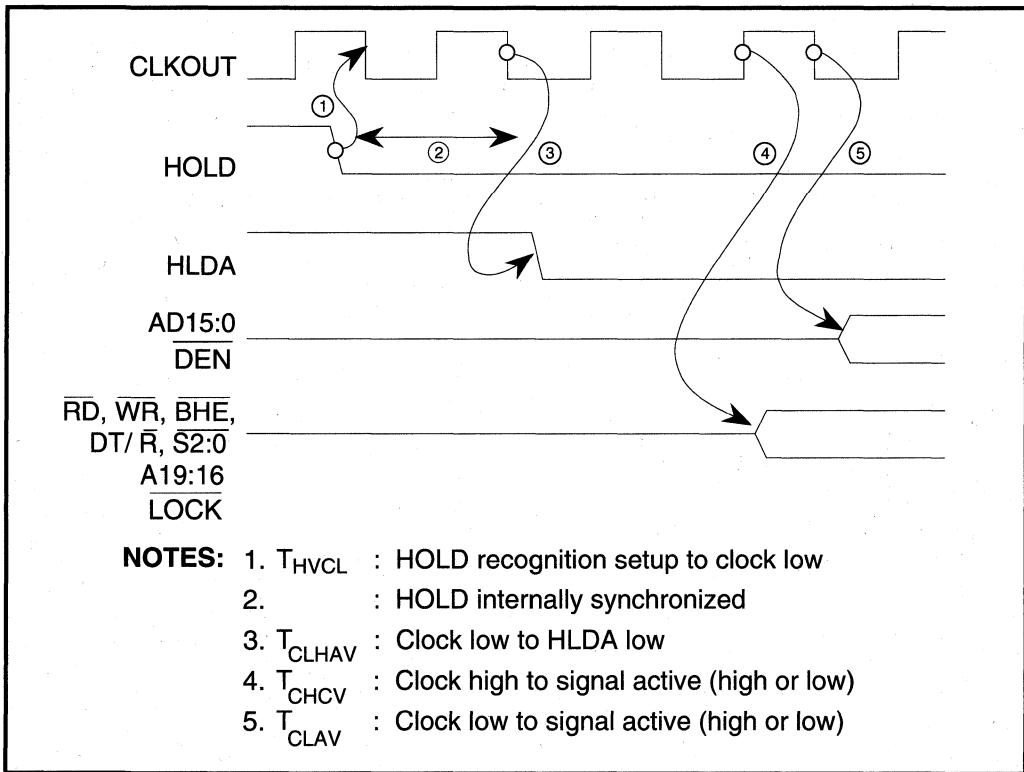 CLKOUT
①
②
③
④
⑤
HOLD
HLDA
AD15:0
DEN
RD, WR, BHE,
DT/ R, S2:0
A19:16
LOCK
NOTES: 1. THVCL : HOLD recognition setup to clock low
2. : HOLD internally synchronized
3. TCLHAV : Clock low to HLDA low
4. TCHCV : Clock high to signal active (high or low)
5. TCLAV : Clock low to signal active (high or low)